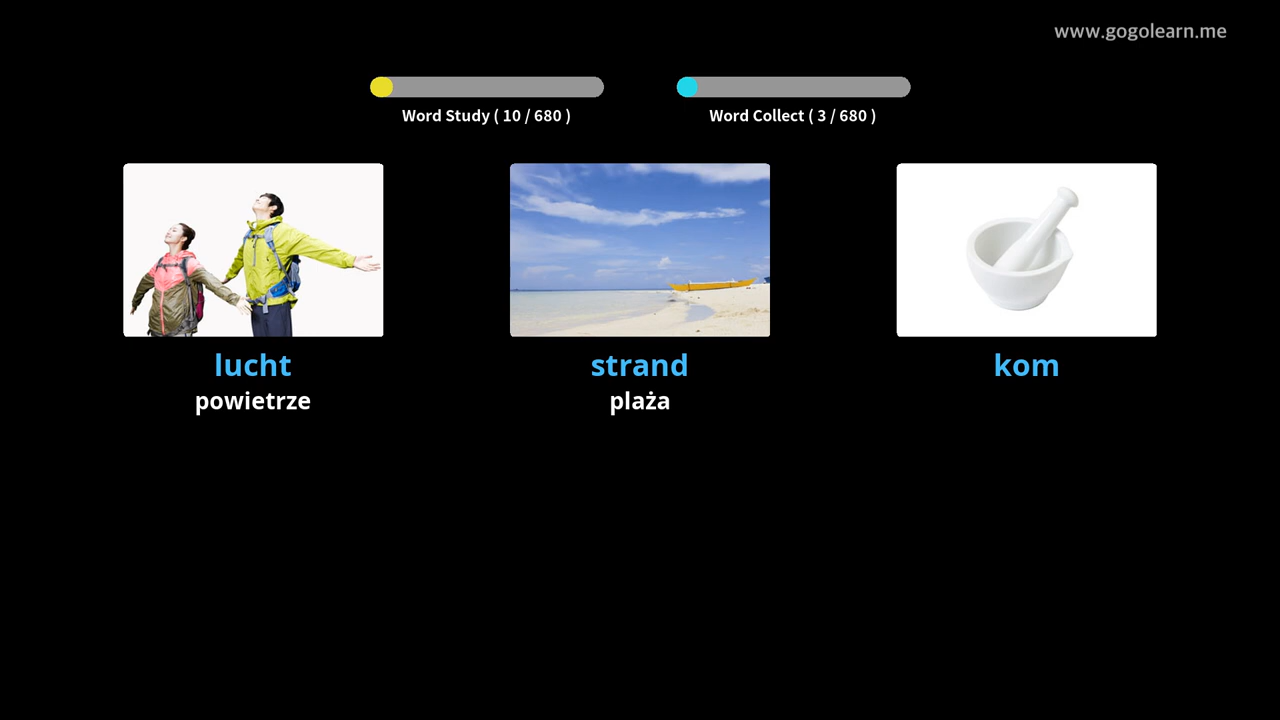 www.gogolearn.me
Word Study ( 10 / 680 )
Word Collect ( 3 / 680 )
lucht
powietrze
strand
plaża
kom